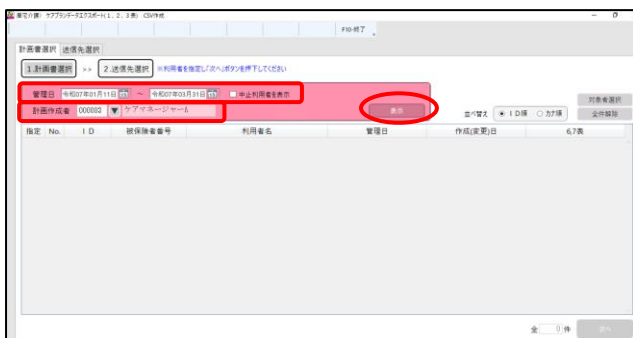 居宅介護: ケアプランデータエクスポート(1, 2, 3表) CSV作成
F10-終了
計画書選択 送信先選択
1.計画書選択 >> 2.送信先選択 ※利用者を指定し「次へ」ボタンを押下してください
管理日 令和07年01月11日 ～ 令和07年03月31日 中止利用者を表示
計画作成者 000083 ケアマネージャーA 表示 並べ替え ID順 カナ順 対象者選択
全件解除
指定 No. ID 被保険者番号 利用者名 管理日 作成(変更)日 6,7表
全 0 件 次へ